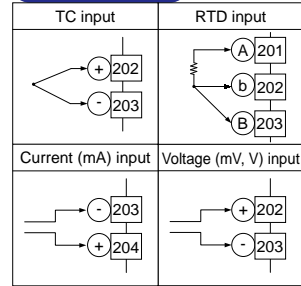 TC input
RTD input
+ 202
- 203
A 201
b 202
B 203
Current (mA) input
Voltage (mV, V) input
- 203
+ 204
+ 202
- 203